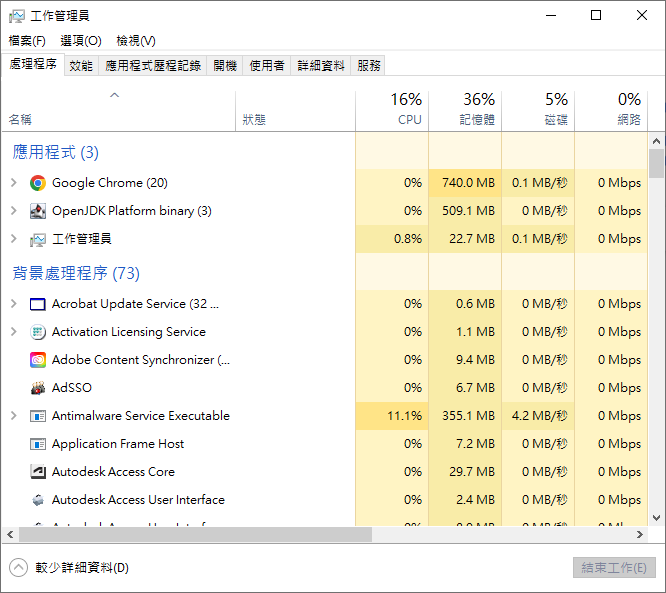 工作管理員
檔案(F) 選項(O) 檢視(V)
處理程序 效能 應用程式歷程記錄 開機 使用者 詳細資料 服務
16% 36% 5% 0%
名稱 狀態 CPU 記憶體 磁碟 網路
應用程式 (3)
Google Chrome (20) 0% 740.0 MB 0.1 MB/秒 0 Mbps
OpenJDK Platform binary (3) 0% 509.1 MB 0 MB/秒 0 Mbps
工作管理員 0.8% 22.7 MB 0.1 MB/秒 0 Mbps
背景處理程序 (73)
Acrobat Update Service (32 ... 0% 0.6 MB 0 MB/秒 0 Mbps
Activation Licensing Service 0% 1.1 MB 0 MB/秒 0 Mbps
Adobe Content Synchronizer (... 0% 9.4 MB 0 MB/秒 0 Mbps
AdSSO 0% 6.7 MB 0 MB/秒 0 Mbps
Antimalware Service Executable 11.1% 355.1 MB 4.2 MB/秒 0 Mbps
Application Frame Host 0% 7.2 MB 0 MB/秒 0 Mbps
Autodesk Access Core 0% 29.7 MB 0 MB/秒 0 Mbps
Autodesk Access User Interface 0% 2.4 MB 0 MB/秒 0 Mbps
較少詳細資料(D) 結束工作(E)